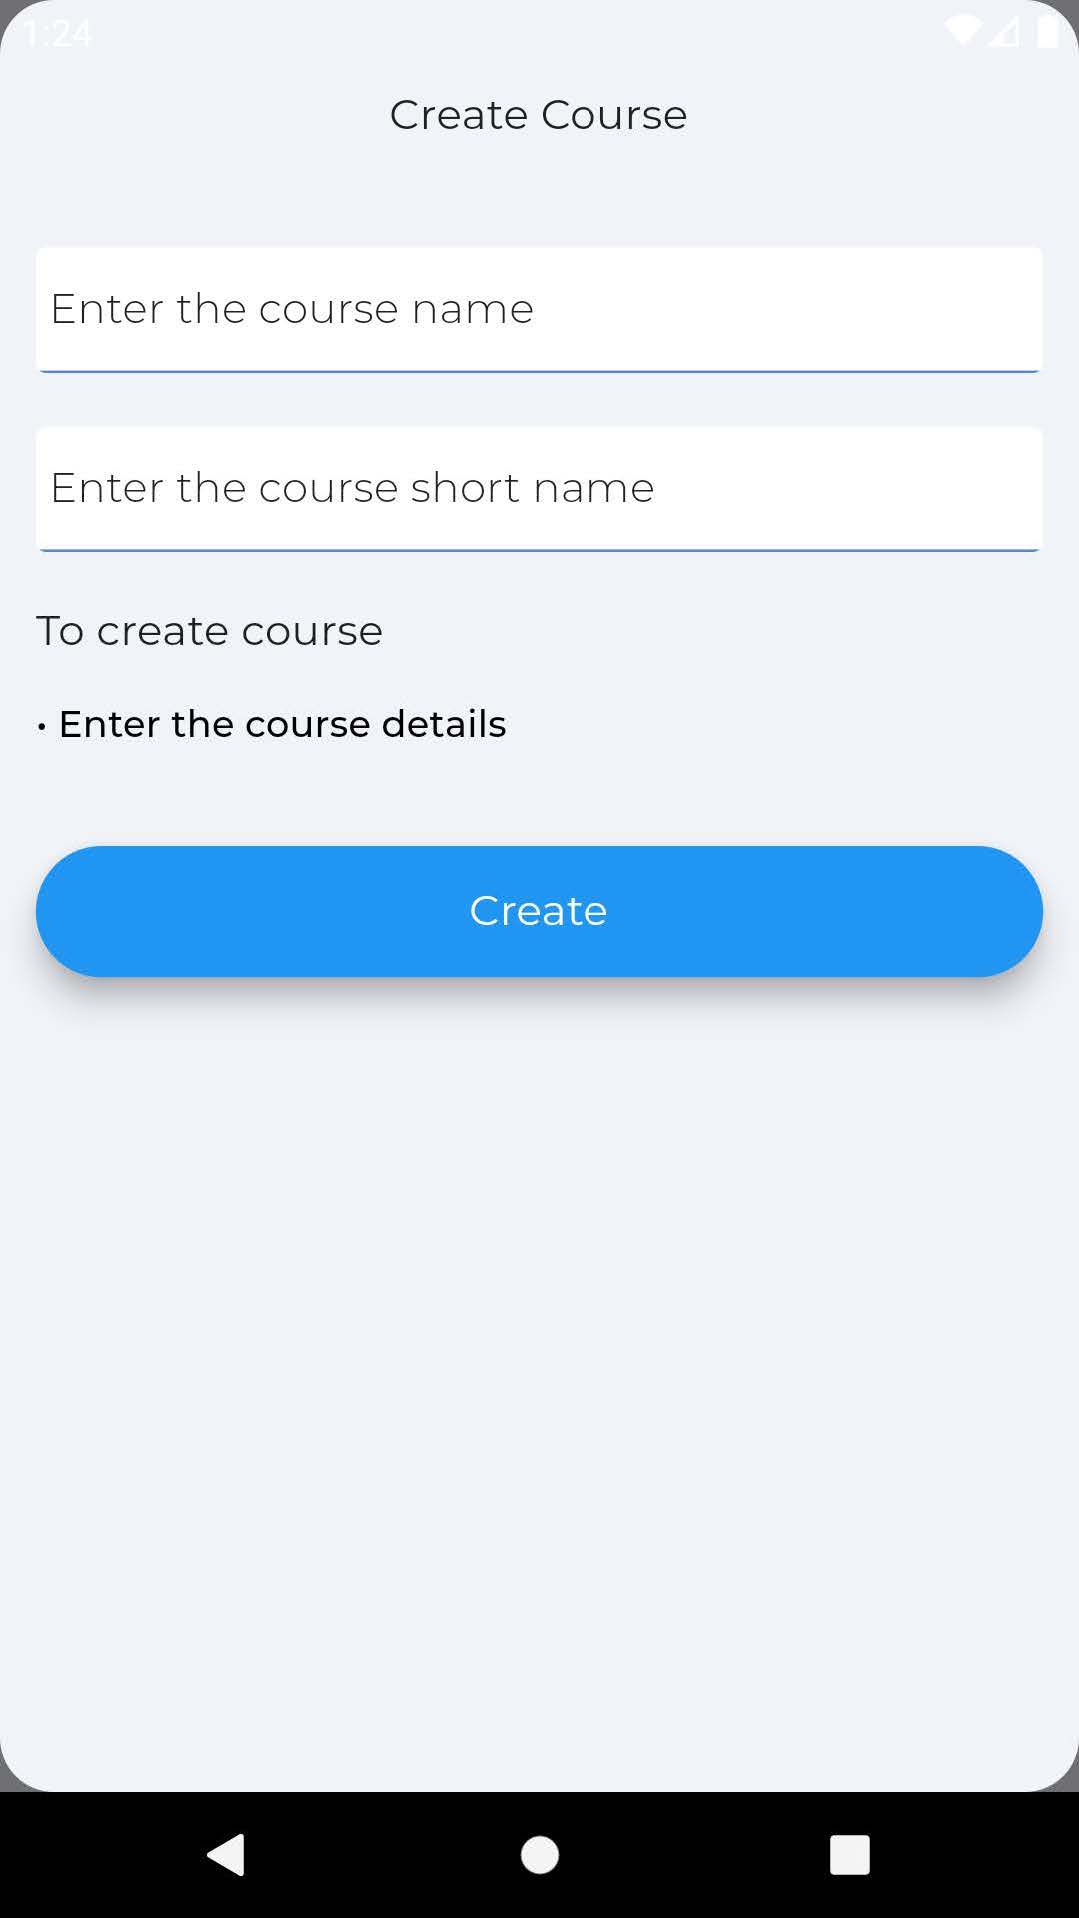 1:24
Create Course
Enter the course name
Enter the course short name
To create course
• Enter the course details
Create